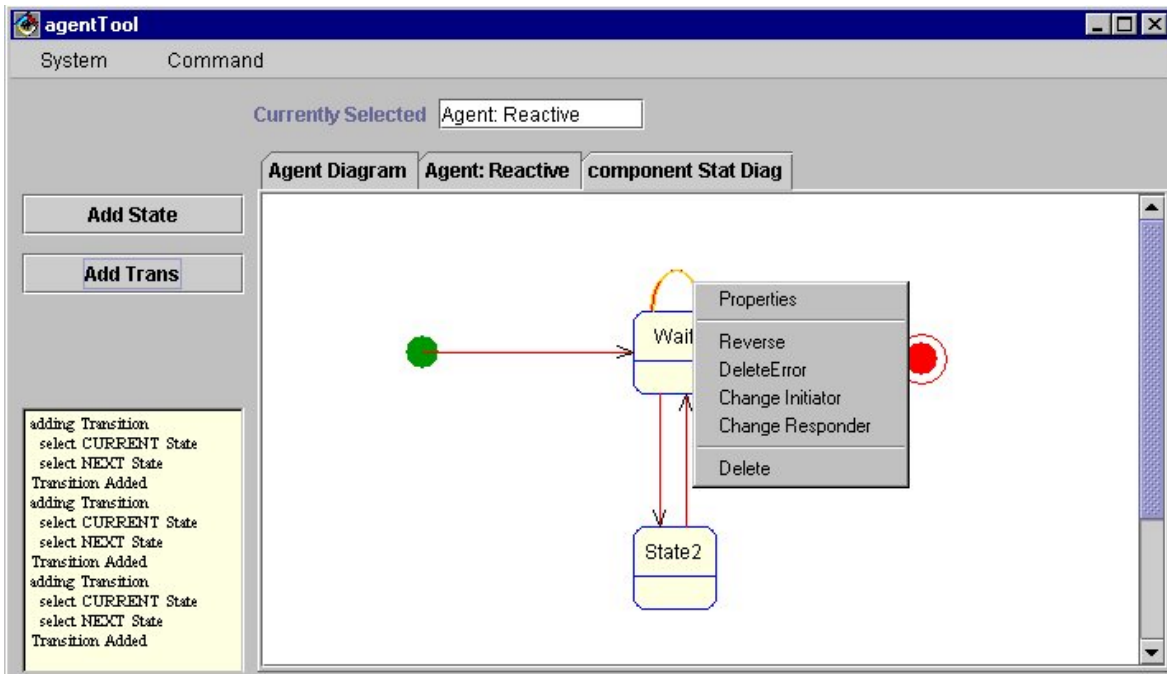 agentTool
System Command
Currently Selected Agent: Reactive
Agent Diagram Agent: Reactive component Stat Diag
Add State
Add Trans
adding Transition
select CURRENT State
select NEXT State
Transition Added
adding Transition
select CURRENT State
select NEXT State
Transition Added
adding Transition
select CURRENT State
select NEXT State
Transition Added
Wait
Properties
Reverse
DeleteError
Change Initiator
Change Responder
Delete
State2